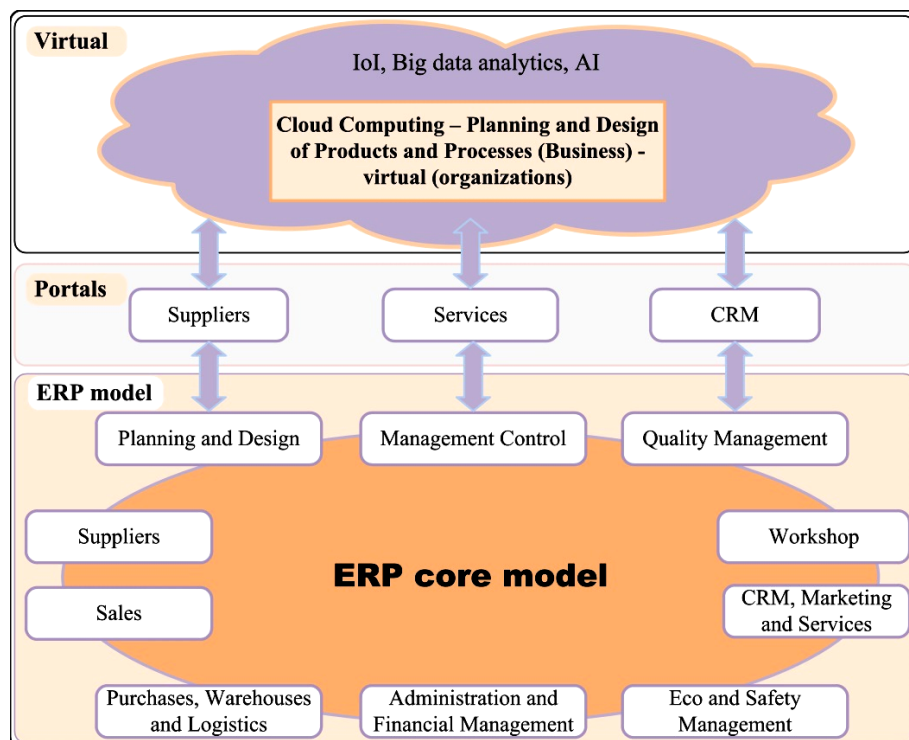 Virtual
IoI, Big data analytics, AI
Cloud Computing – Planning and Design
of Products and Processes (Business) -
virtual (organizations)
Portals
Suppliers
Services
CRM
ERP model
Planning and Design
Management Control
Quality Management
Suppliers
Workshop
ERP core model
Sales
CRM, Marketing
and Services
Purchases, Warehouses
and Logistics
Administration and
Financial Management
Eco and Safety
Management